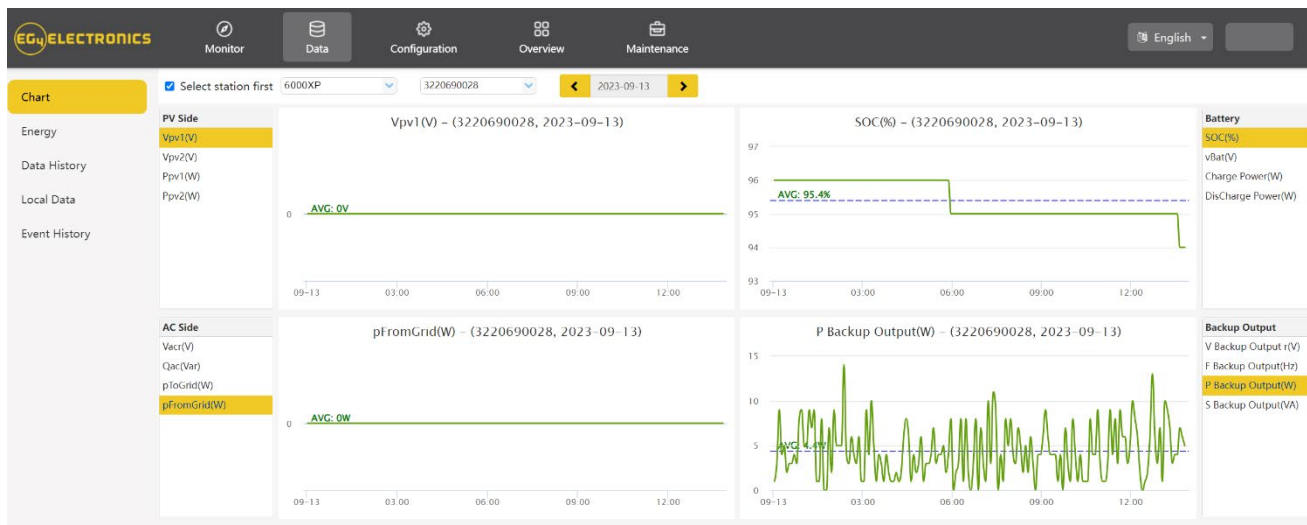 EG4 ELECTRONICS
Monitor
Data
Configuration
Overview
Maintenance
English
Chart
Energy
Data History
Local Data
Event History
Select station first
6000XP
3220690028
2023-09-13
PV Side
Vpv1(V)
Vpv2(V)
Ppv1(W)
Ppv2(W)
Vpv1(V) – (3220690028, 2023–09–13)
AVG: 0V
0
09–13 03:00 06:00 09:00 12:00
SOC(%) – (3220690028, 2023–09–13)
97
96
AVG: 95.4%
95
94
93
09–13 03:00 06:00 09:00 12:00
Battery
SOC(%)
vBat(V)
Charge Power(W)
DisCharge Power(W)
AC Side
Vacr(V)
Qac(Var)
pToGrid(W)
pFromGrid(W)
pFromGrid(W) – (3220690028, 2023–09–13)
AVG: 0W
0
09–13 03:00 06:00 09:00 12:00
P Backup Output(W) – (3220690028, 2023–09–13)
15
10
5
AVG: 4.4W
0
09–13 03:00 06:00 09:00 12:00
Backup Output
V Backup Output r(V)
F Backup Output(Hz)
P Backup Output(W)
S Backup Output(VA)